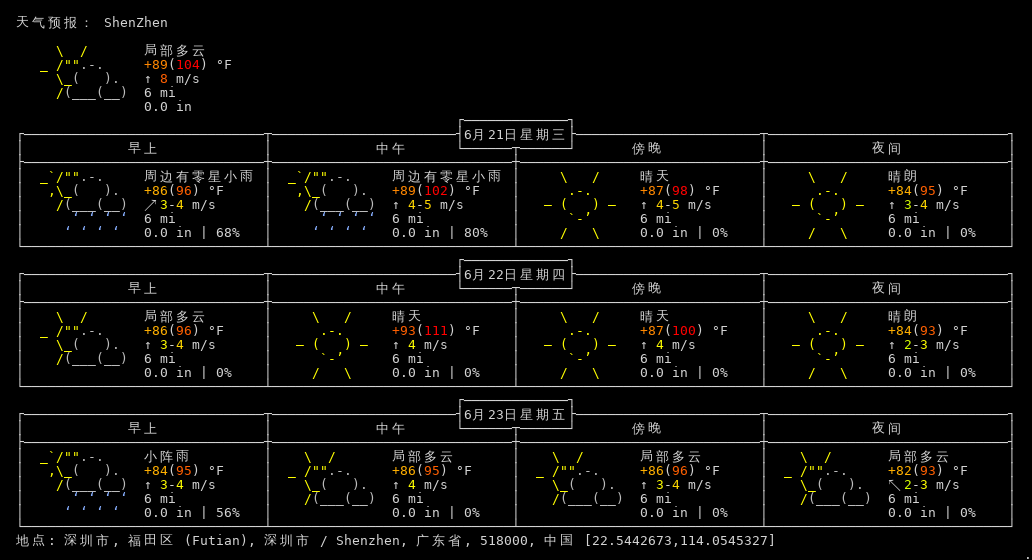 天气预报： ShenZhen
局部多云
+89(104) °F
↑ 8 m/s
6 mi
0.0 in
6月21日星期三
早上 中午 傍晚 夜间
周边有零星小雨 周边有零星小雨 晴天 晴朗
+86(96) °F +89(102) °F +87(98) °F +84(95) °F
↗ 3-4 m/s ↑ 4-5 m/s ↑ 4-5 m/s ↑ 3-4 m/s
6 mi 6 mi 6 mi 6 mi
0.0 in | 68% 0.0 in | 80% 0.0 in | 0% 0.0 in | 0%
6月22日星期四
早上 中午 傍晚 夜间
局部多云 晴天 晴天 晴朗
+86(96) °F +93(111) °F +87(100) °F +84(93) °F
↑ 3-4 m/s ↑ 4 m/s ↑ 4 m/s ↑ 2-3 m/s
6 mi 6 mi 6 mi 6 mi
0.0 in | 0% 0.0 in | 0% 0.0 in | 0% 0.0 in | 0%
6月23日星期五
早上 中午 傍晚 夜间
小阵雨 局部多云 局部多云 局部多云
+84(95) °F +86(95) °F +86(96) °F +82(93) °F
↑ 3-4 m/s ↑ 4 m/s ↑ 3-4 m/s ↖ 2-3 m/s
6 mi 6 mi 6 mi 6 mi
0.0 in | 56% 0.0 in | 0% 0.0 in | 0% 0.0 in | 0%
地点: 深圳市, 福田区 (Futian), 深圳市 / Shenzhen, 广东省, 518000, 中国 [22.5442673,114.0545327]